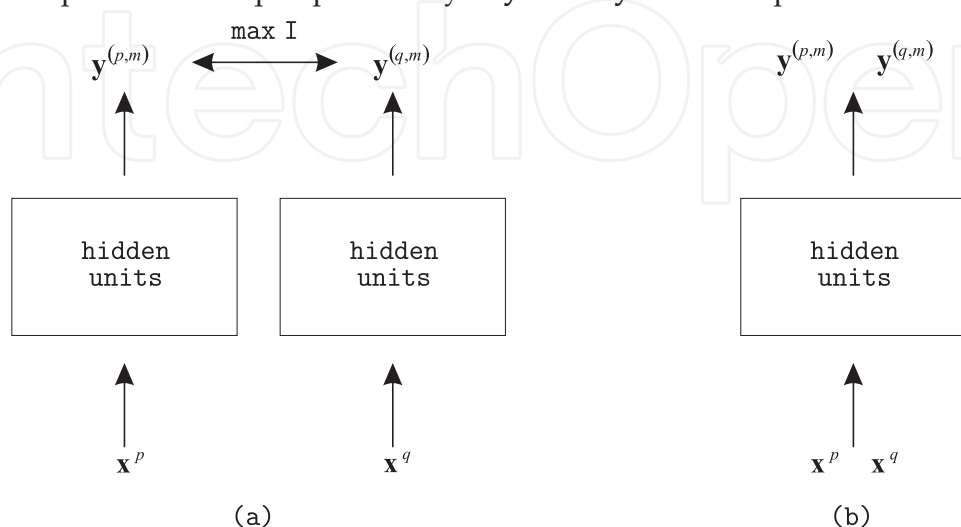 max I
y(p,m) y(q,m) y(p,m) y(q,m)
hidden units hidden units hidden units
x p x q x p x q
(a) (b)